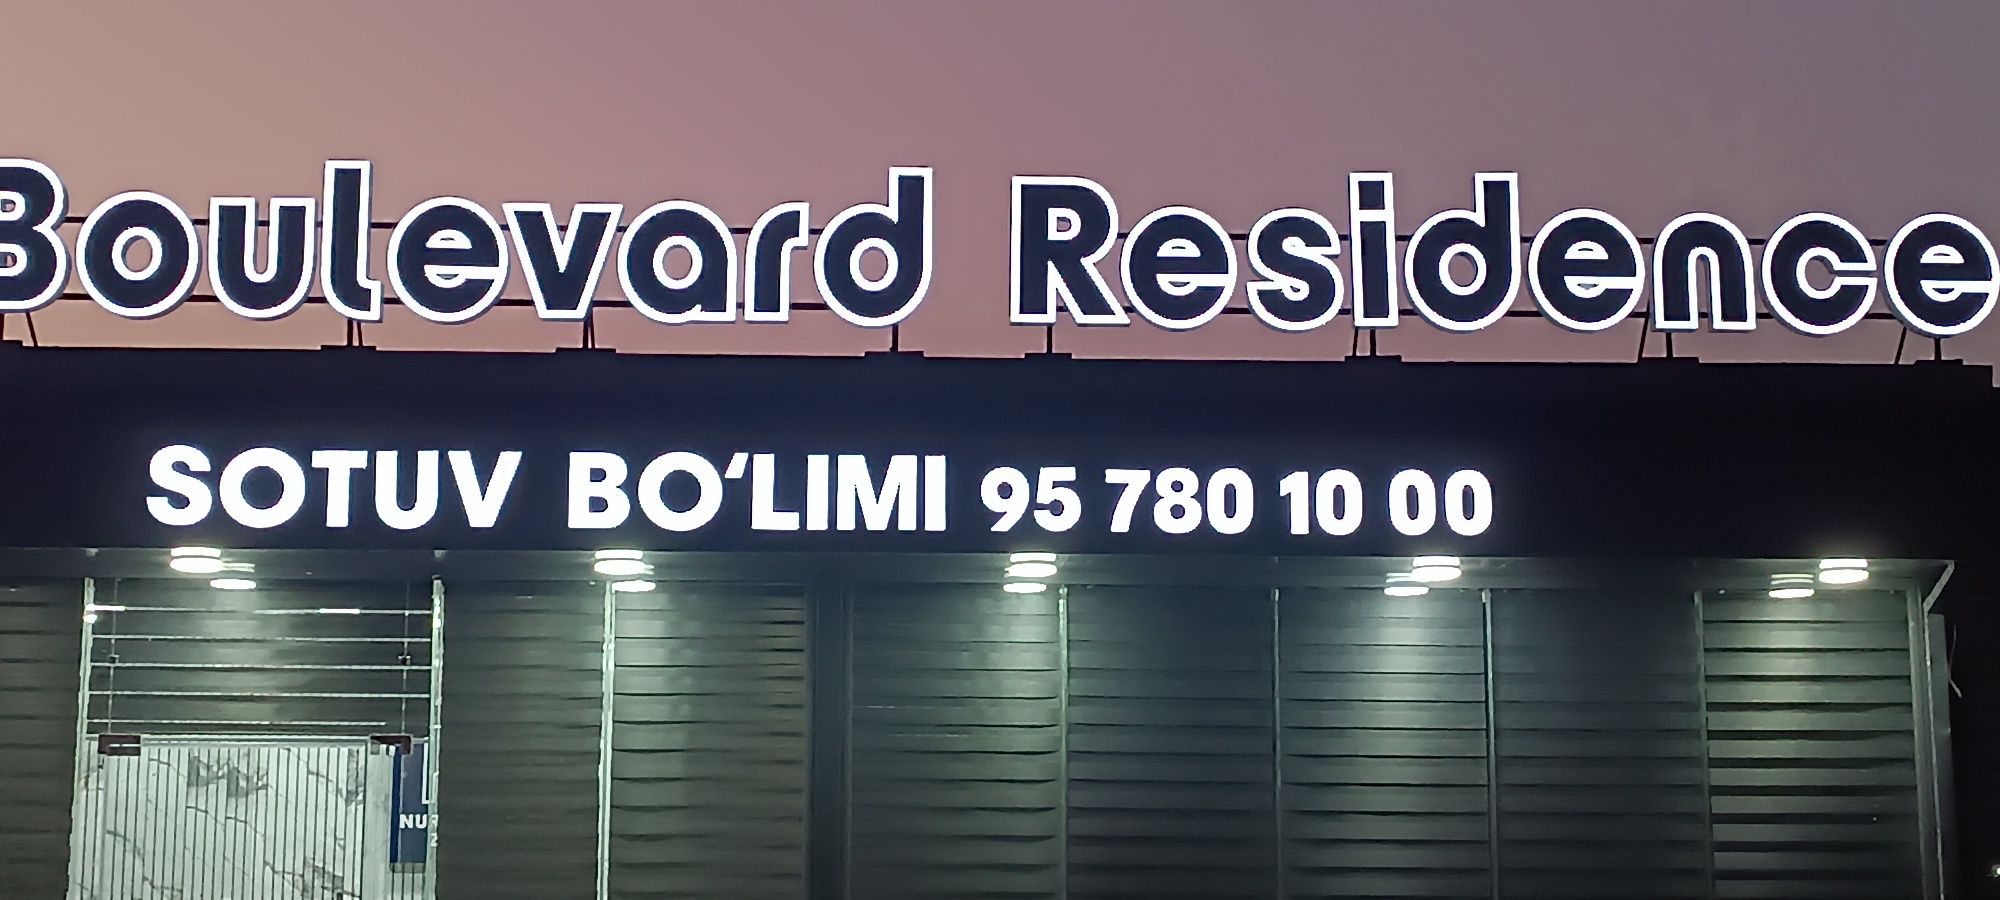 Boulevard Residence
SOTUV BO‘LIMI 95 780 10 00